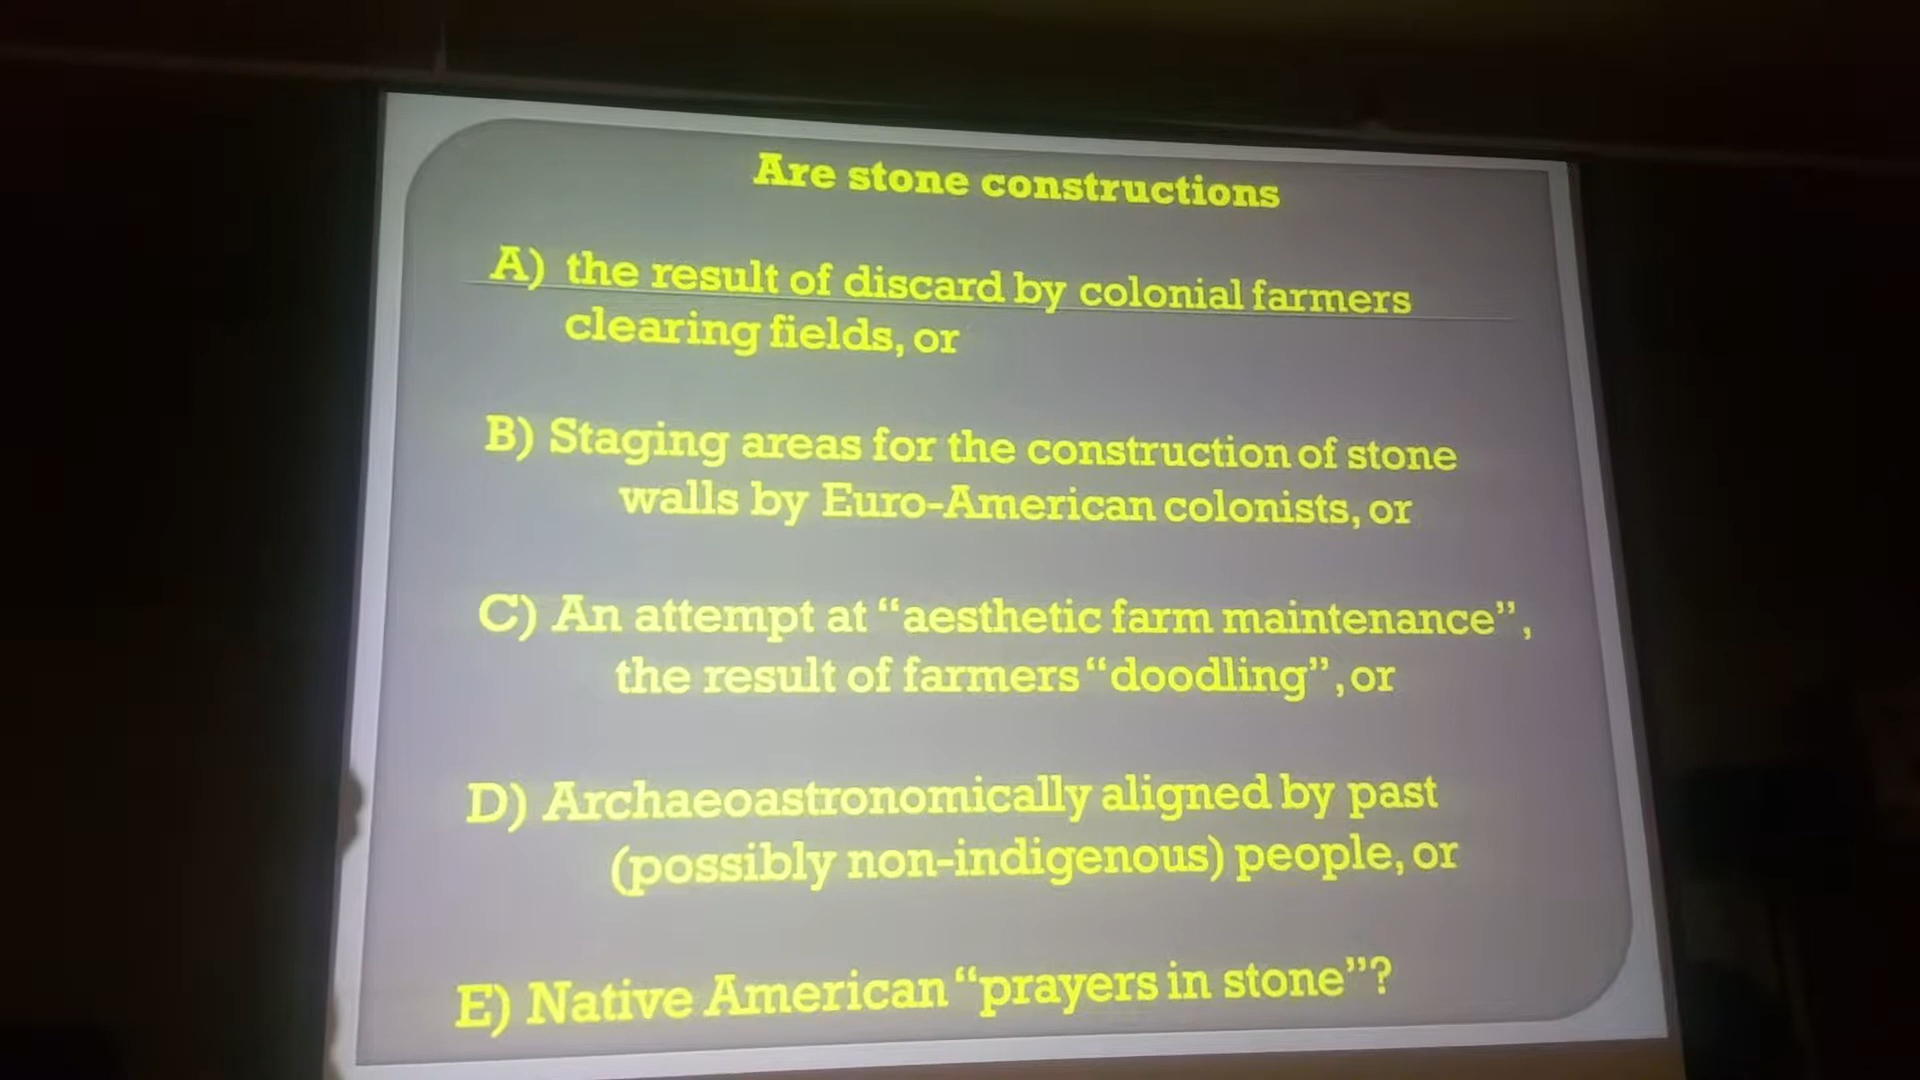 Are stone constructions
A) the result of discard by colonial farmers
clearing fields, or
B) Staging areas for the construction of stone
walls by Euro-American colonists, or
C) An attempt at “aesthetic farm maintenance”,
the result of farmers “doodling”, or
D) Archaeoastronomically aligned by past
(possibly non-indigenous) people, or
E) Native American “prayers in stone”?